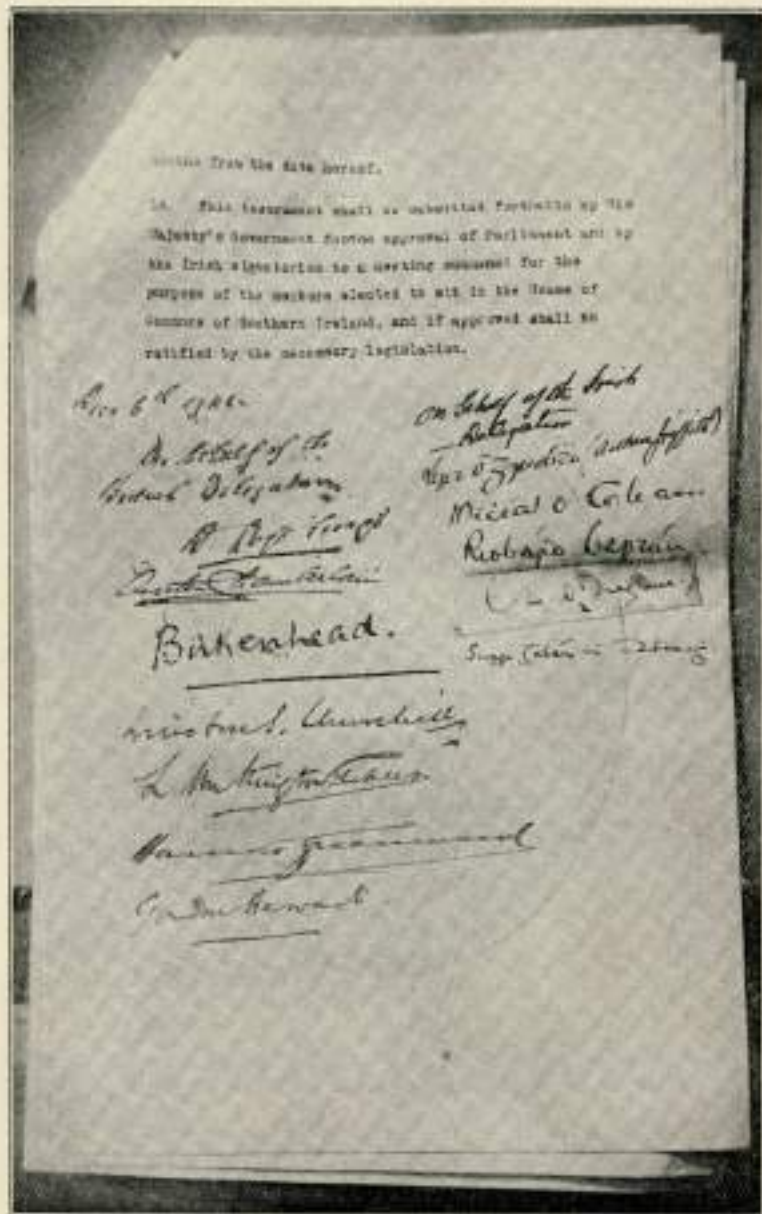 months from the date hereof.
18. This instrument shall be submitted forthwith by His
Majesty's Government for the approval of Parliament and by
the Irish signatories to a meeting summoned for the
purpose of the members elected to sit in the House of
Commons of Southern Ireland, and if approved shall be
ratified by the necessary legislation.
Decr 6th 1921.
On behalf of the
British Delegation
D Lloyd George
Austen Chamberlain
Birkenhead.
Winston S. Churchill
L Worthington Evans
Hamar Greenwood
Gordon Hewart
On behalf of the Irish
Delegation
(Arthur Griffith)
Míceál Ó Coileáin
Riobárd